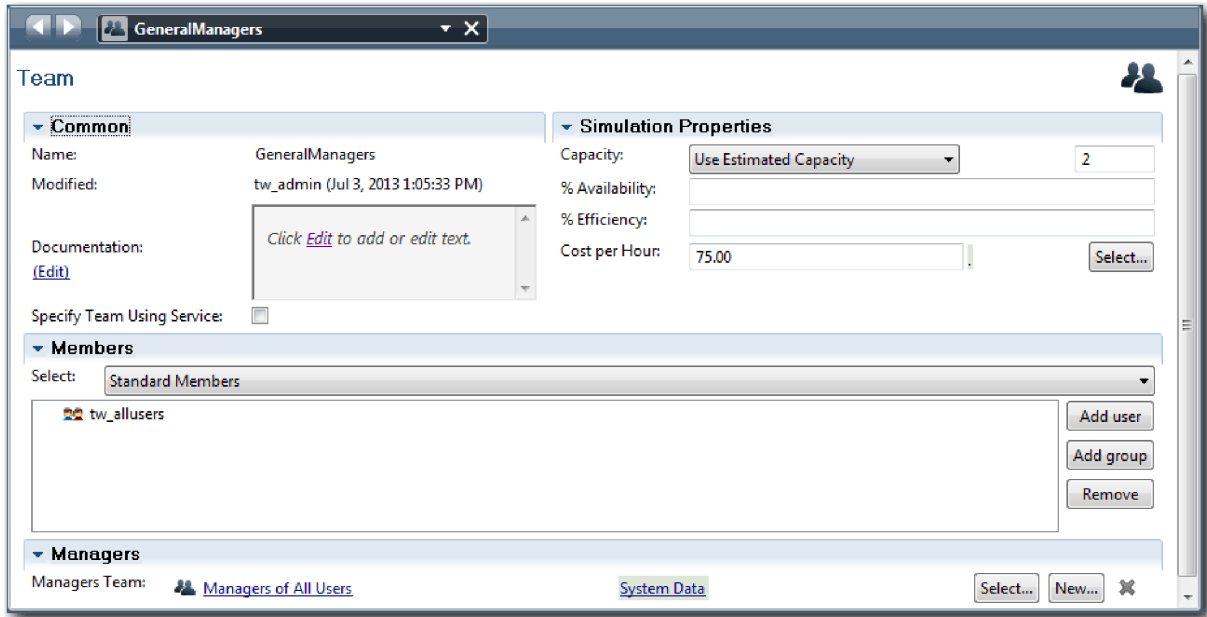 GeneralManagers
Team
Common
Name: GeneralManagers
Modified: tw_admin (Jul 3, 2013 1:05:33 PM)
Documentation:
(Edit)
Click Edit to add or edit text.
Specify Team Using Service:
Simulation Properties
Capacity: Use Estimated Capacity 2
% Availability:
% Efficiency:
Cost per Hour: 75.00 Select...
Members
Select: Standard Members
tw_allusers
Add user
Add group
Remove
Managers
Managers Team: Managers of All Users System Data Select... New...